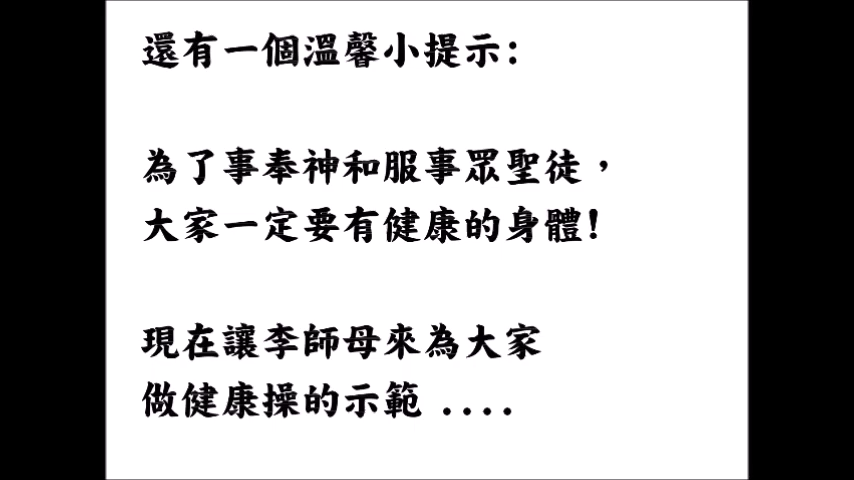 還有一個溫馨小提示:
為了事奉神和服事眾聖徒，
大家一定要有健康的身體!
現在讓李師母來為大家
做健康操的示範 ....